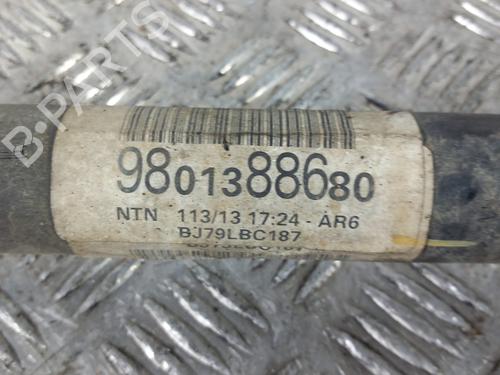 B-PARTS
9801388680
NTN 113/13 17:24 - AR6
BJ79LBC187